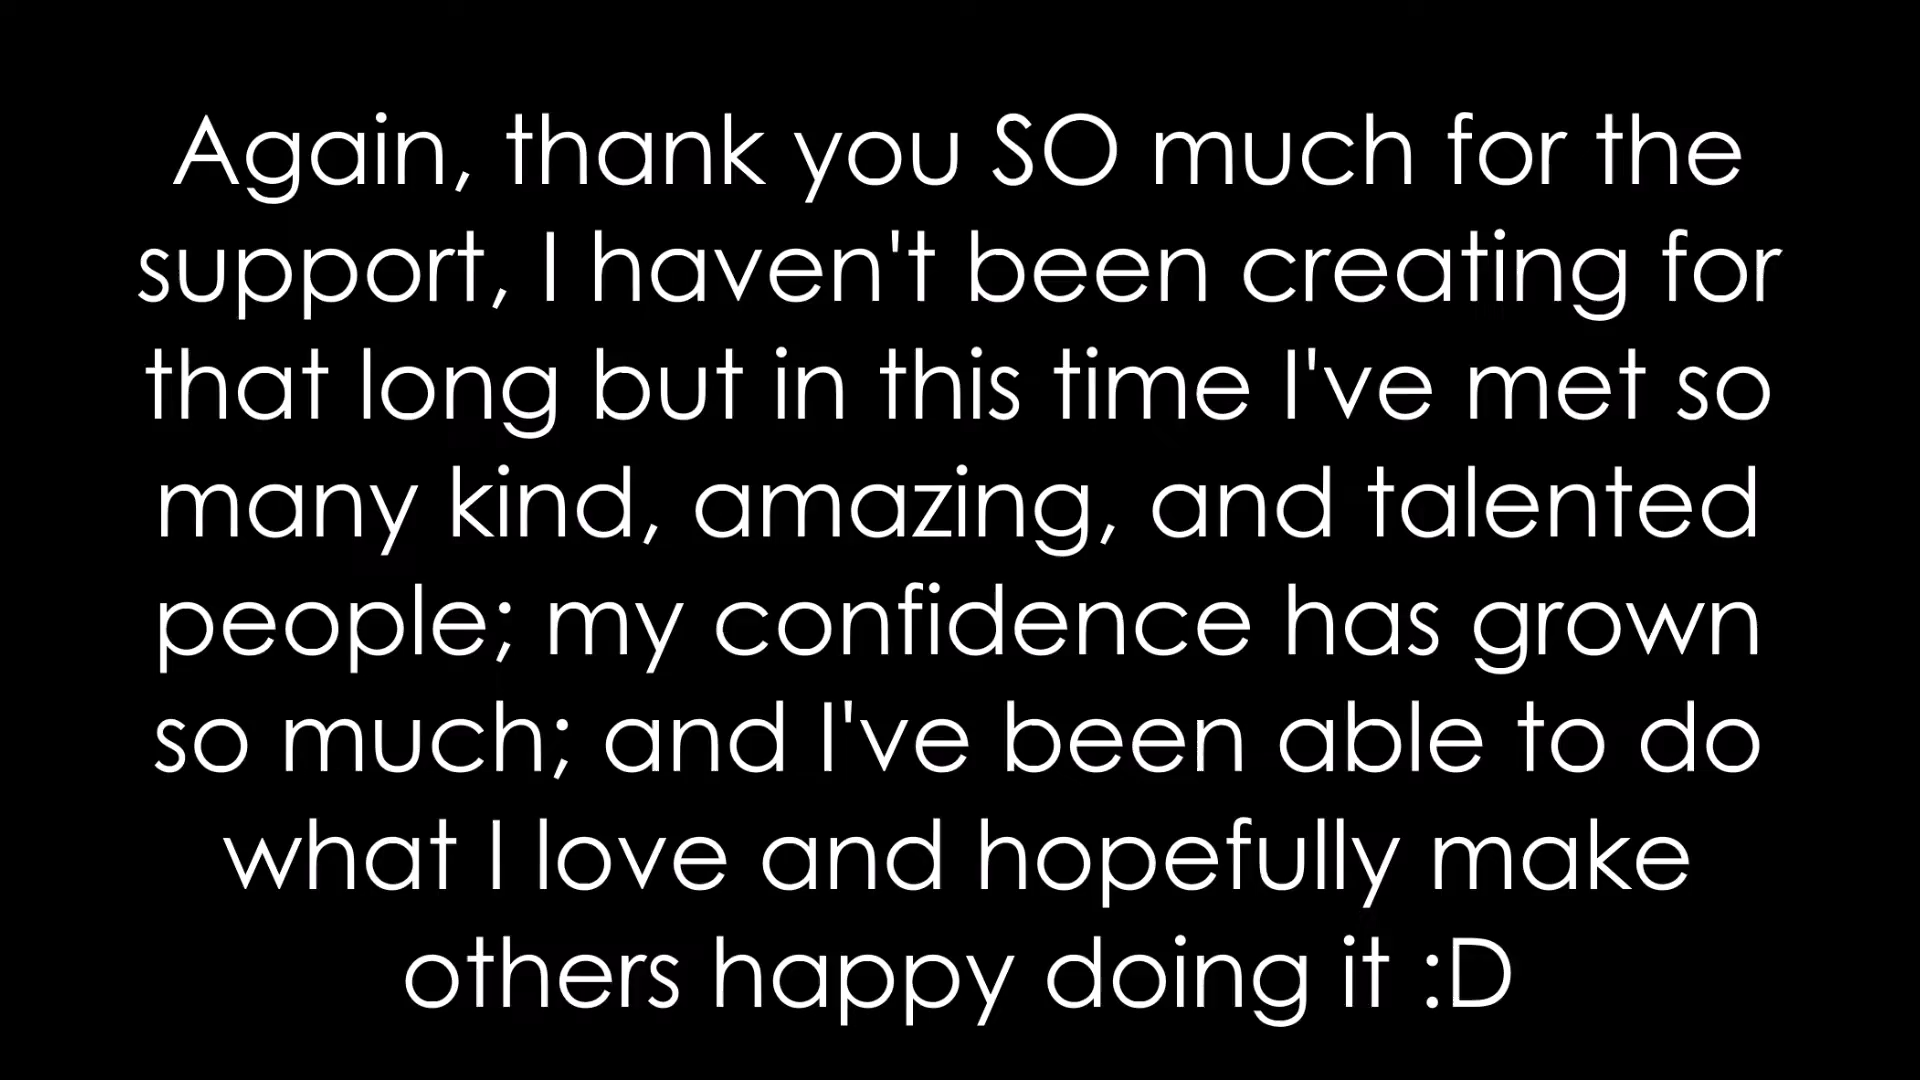 Again, thank you SO much for the
support, I haven't been creating for
that long but in this time I've met so
many kind, amazing, and talented
people; my confidence has grown
so much; and I've been able to do
what I love and hopefully make
others happy doing it :D